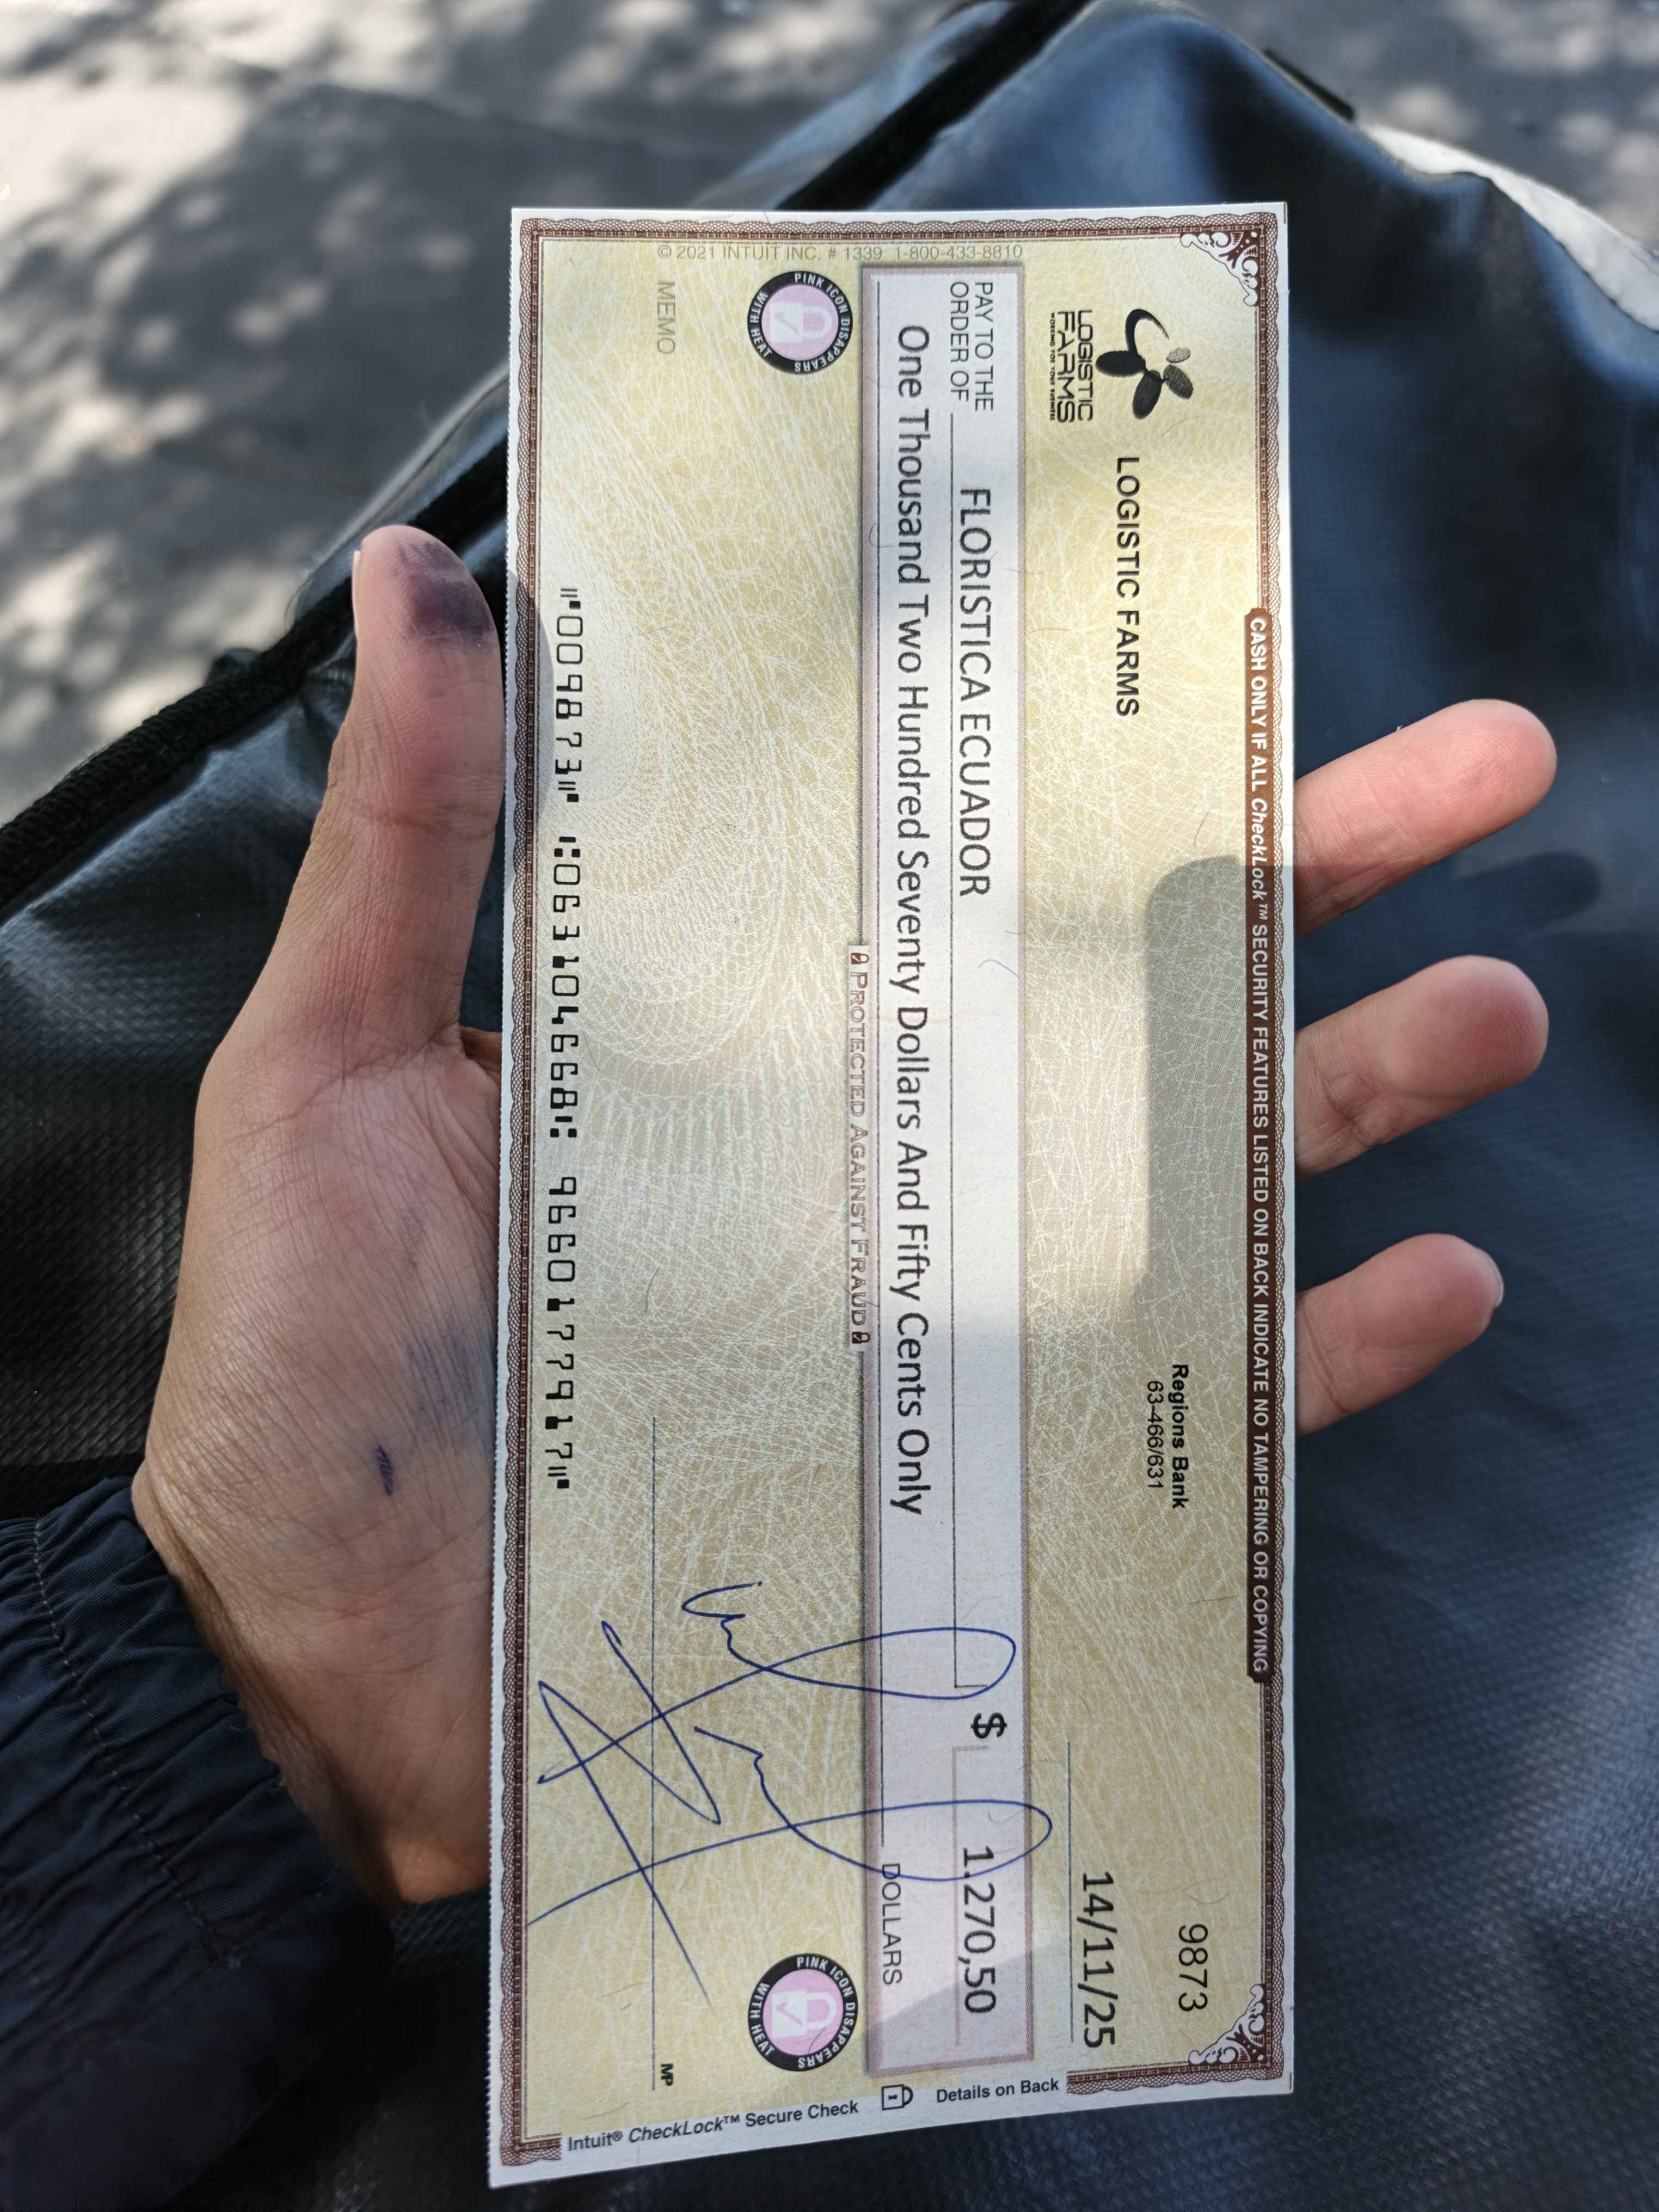 CASH ONLY IF ALL CheckLock™ SECURITY FEATURES LISTED ON BACK INDICATE NO TAMPERING OR COPYING
9873
LOGISTIC FARMS
WORKING FOR YOUR BUSINESS
LOGISTIC FARMS
Regions Bank
63-466/631
14/11/25
PAY TO THE
ORDER OF
FLORISTICA ECUADOR
$ 1.270,50
One Thousand Two Hundred Seventy Dollars And Fifty Cents Only
DOLLARS
PROTECTED AGAINST FRAUD
PINK ICON DISAPPEARS
WITH HEAT
PINK ICON DISAPPEARS
WITH HEAT
MEMO
MP
⑈009873⑈ ⑆063104668⑆ 9660177917⑈
© 2021 INTUIT INC. # 1339 1-800-433-8810
Details on Back
Intuit® CheckLock™ Secure Check